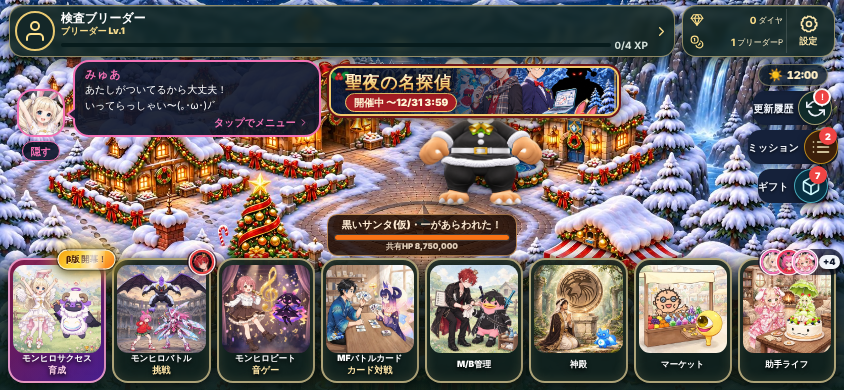 検査ブリーダー
ブリーダー Lv.1
0/4 XP
0 ダイヤ
1 ブリーダーP
設定
みゅあ
あたしがついてるから大丈夫！
いってらっしゃい〜(｡･ω･)ﾉﾞ
タップでメニュー
隠す
聖夜の名探偵
開催中 〜12/31 3:59
12:00
更新履歴
!
ミッション
2
ギフト
7
黒いサンタ(仮)・一があらわれた！
共有HP 8,750,000
β版開幕！
+4
モンヒロサクセス
育成
モンヒロバトル
挑戦
モンヒロビート
音ゲー
MFバトルカード
カード対戦
M/B管理
神殿
マーケット
助手ライフ